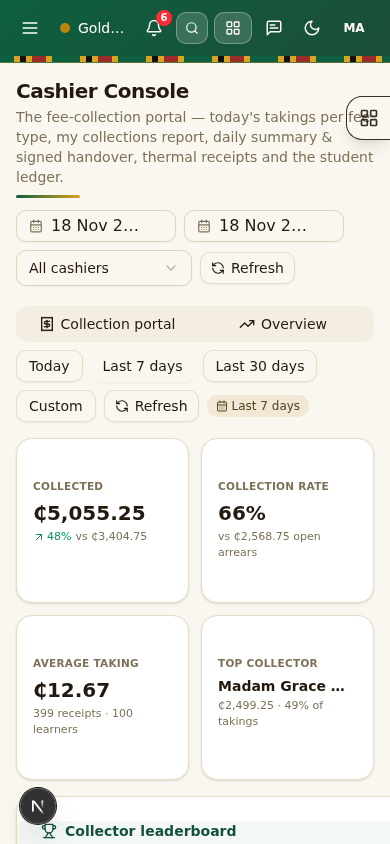 Gold...
6
MA
Cashier Console
The fee-collection portal — today's takings per fee
type, my collections report, daily summary &
signed handover, thermal receipts and the student
ledger.
18 Nov 2...
18 Nov 2...
All cashiers
Refresh
Collection portal
Overview
Today
Last 7 days
Last 30 days
Custom
Refresh
Last 7 days
COLLECTED
₵5,055.25
48% vs ₵3,404.75
COLLECTION RATE
66%
vs ₵2,568.75 open
arrears
AVERAGE TAKING
₵12.67
399 receipts · 100
learners
TOP COLLECTOR
Madam Grace ...
₵2,499.25 · 49% of
takings
N
Collector leaderboard